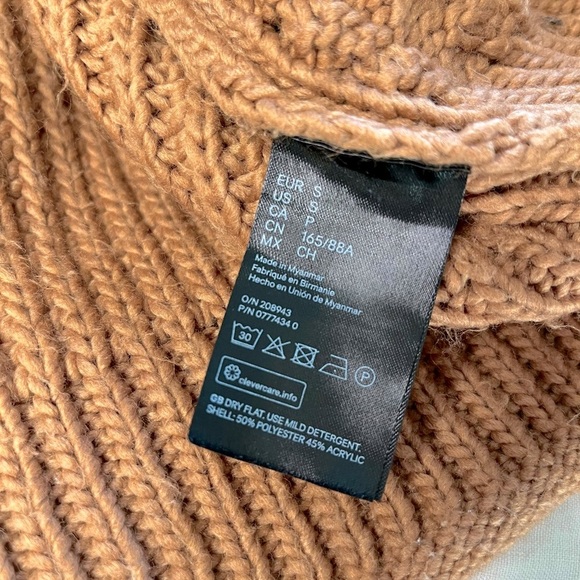 EUR S
US S
CA P
CN 165/88A
MX CH
Made in Myanmar
Fabriqué en Birmanie
Hecho en Unión de Myanmar
O/N 208943
P/N 0777434 0
30 P
clevercare.info
GB DRY FLAT. USE MILD DETERGENT.
SHELL: 50% POLYESTER 45% ACRYLIC